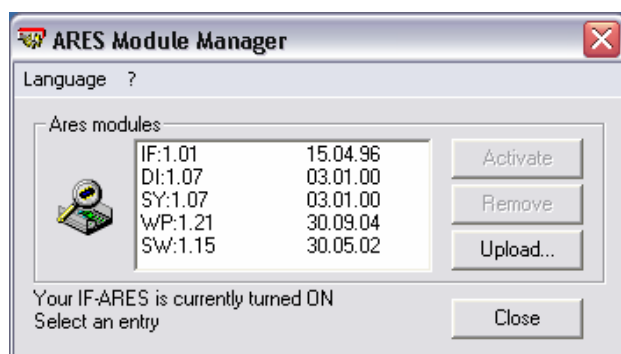 ARES Module Manager
Language ?
Ares modules
IF:1.01 15.04.96
DI:1.07 03.01.00
SY:1.07 03.01.00
WP:1.21 30.09.04
SW:1.15 30.05.02
Activate
Remove
Upload...
Your IF-ARES is currently turned ON
Select an entry
Close